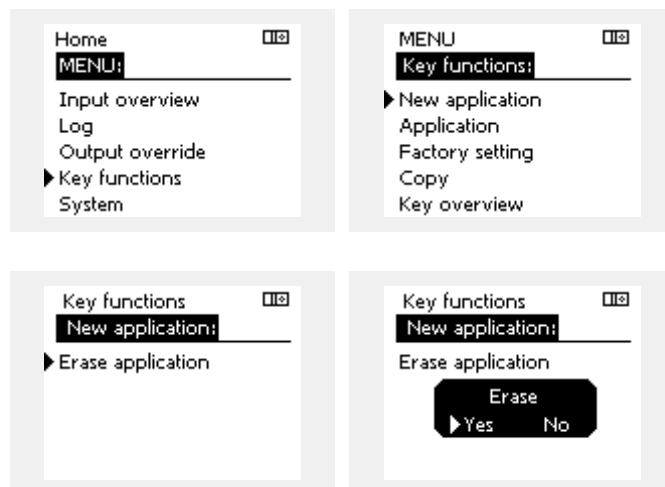 Home
MENU:
Input overview
Log
Output override
Key functions
System
MENU
Key functions:
New application
Application
Factory setting
Copy
Key overview
Key functions
New application:
Erase application
Key functions
New application:
Erase application
Erase
Yes No